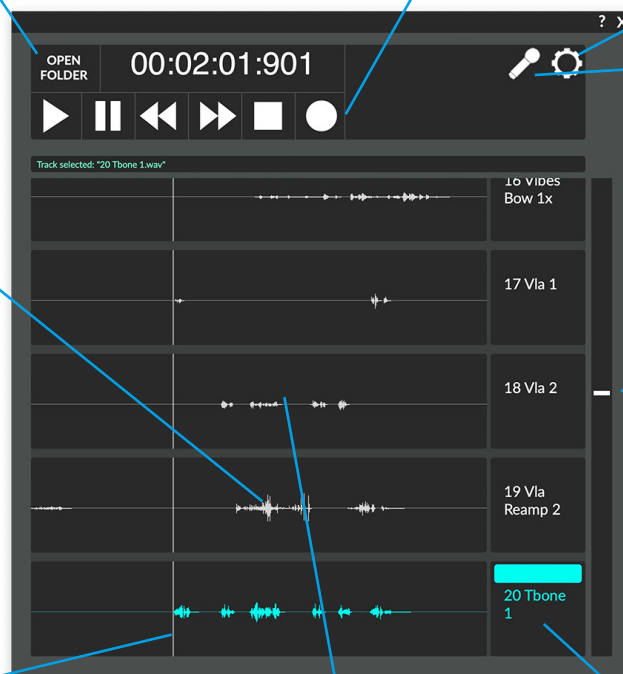 ? X
OPEN
FOLDER
00:02:01:901
Track selected: "20 Tbone 1.wav"
16 Vibes
Bow 1x
17 Vla 1
18 Vla 2
19 Vla
Reamp 2
20 Tbone
1